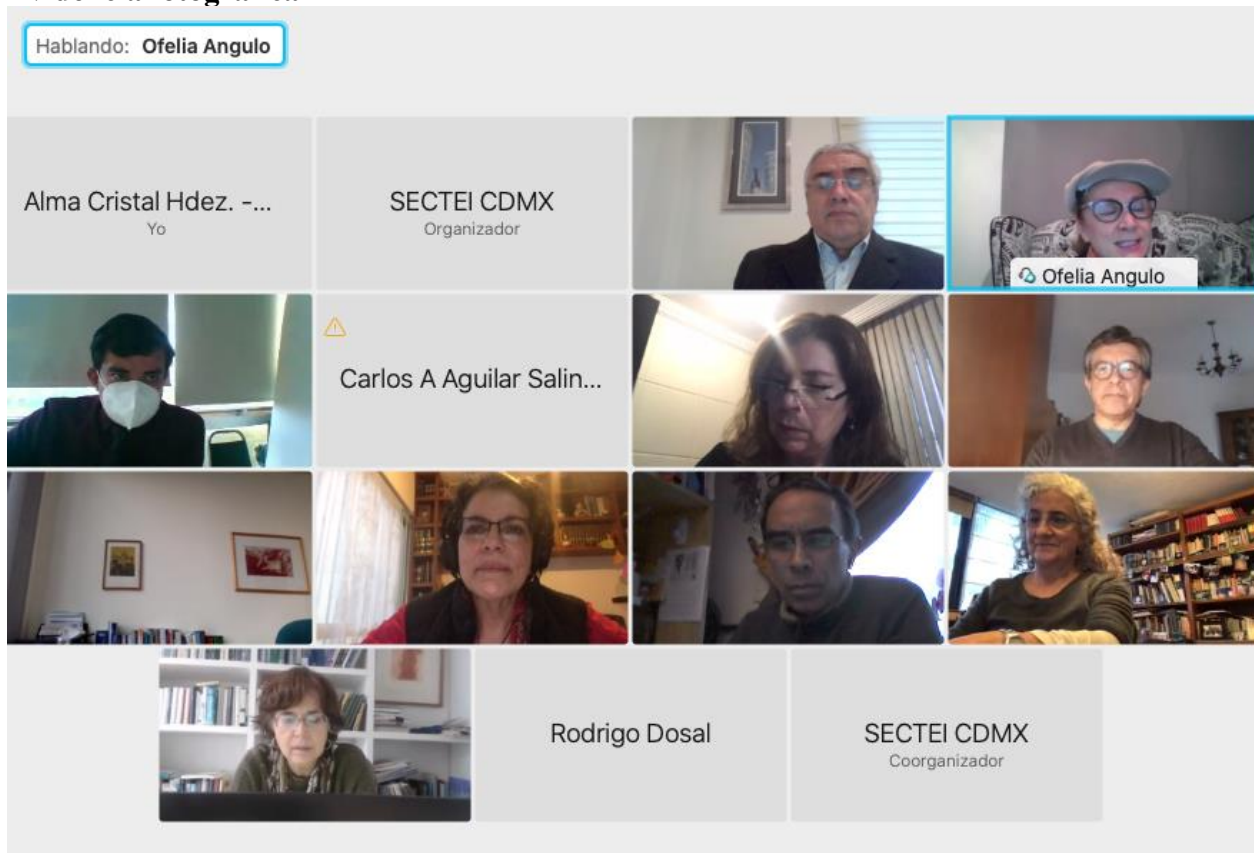 Hablando: Ofelia Angulo
Alma Cristal Hdez. -...
Yo
SECTEI CDMX
Organizador
Ofelia Angulo
Carlos A Aguilar Salin...
Rodrigo Dosal
SECTEI CDMX
Coorganizador